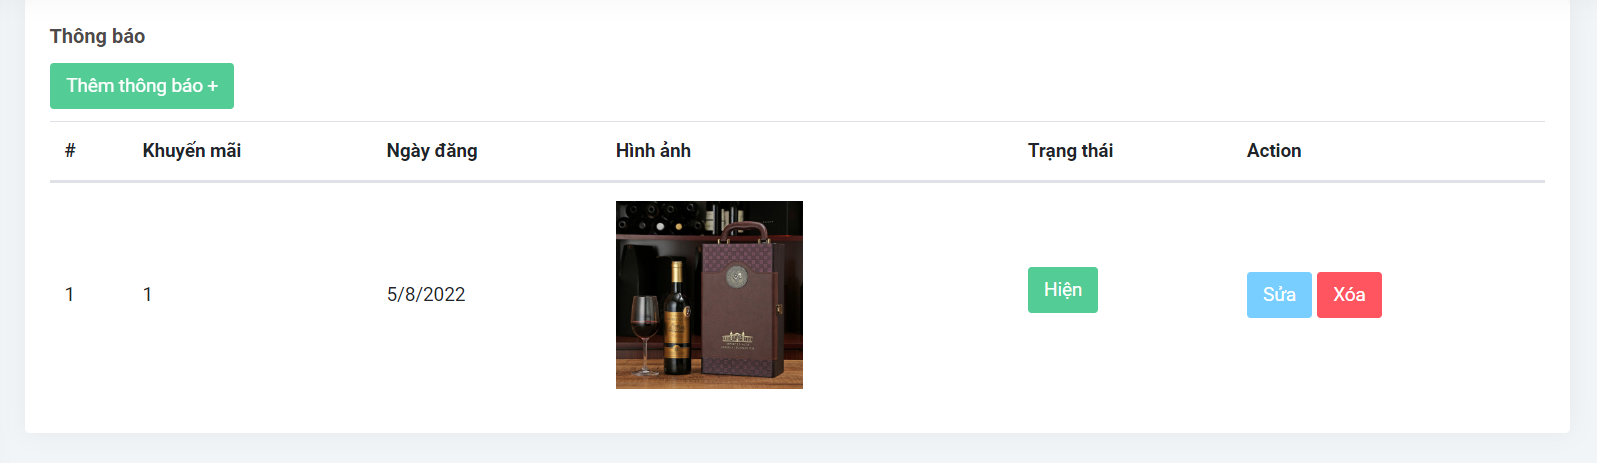 Thông báo
Thêm thông báo +
# Khuyến mãi Ngày đăng Hình ảnh Trạng thái Action
1 1 5/8/2022 Hiện Sửa Xóa